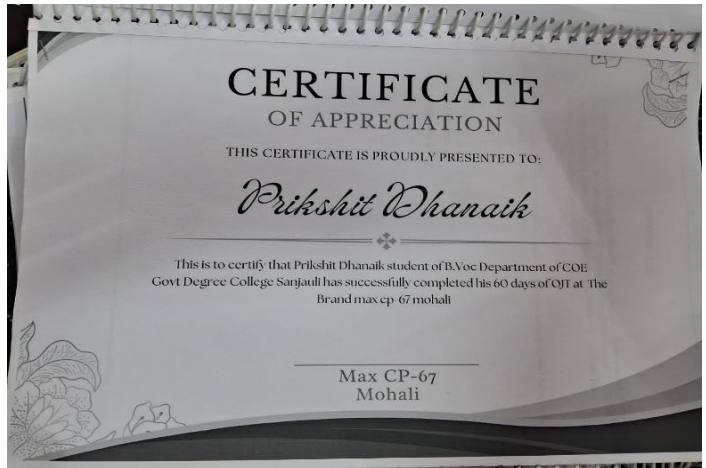 CERTIFICATE
OF APPRECIATION
THIS CERTIFICATE IS PROUDLY PRESENTED TO:
Prikshit Dhanaik
This is to certify that Prikshit Dhanaik student of B.Voc Department of COE
Govt Degree College Sanjauli has successfully completed his 60 days of OJT at The
Brand max cp-67 mohali
Max CP-67
Mohali